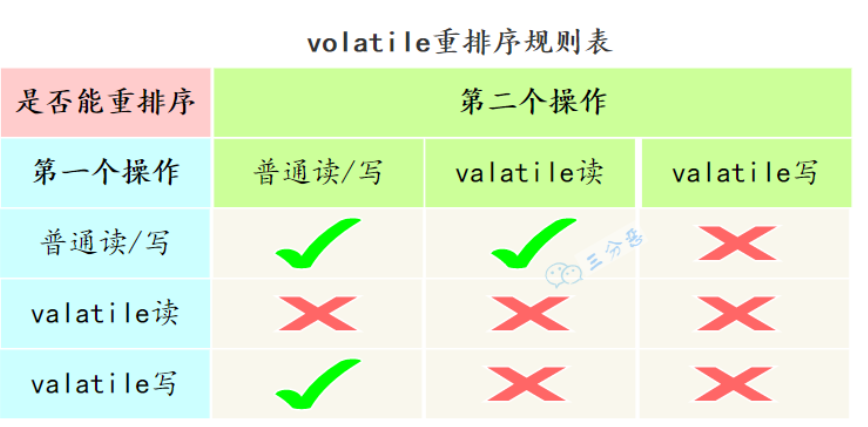 volatile重排序规则表
是否能重排序 第二个操作
第一个操作 普通读/写 valatile读 valatile写
普通读/写
三分恶
valatile读
valatile写